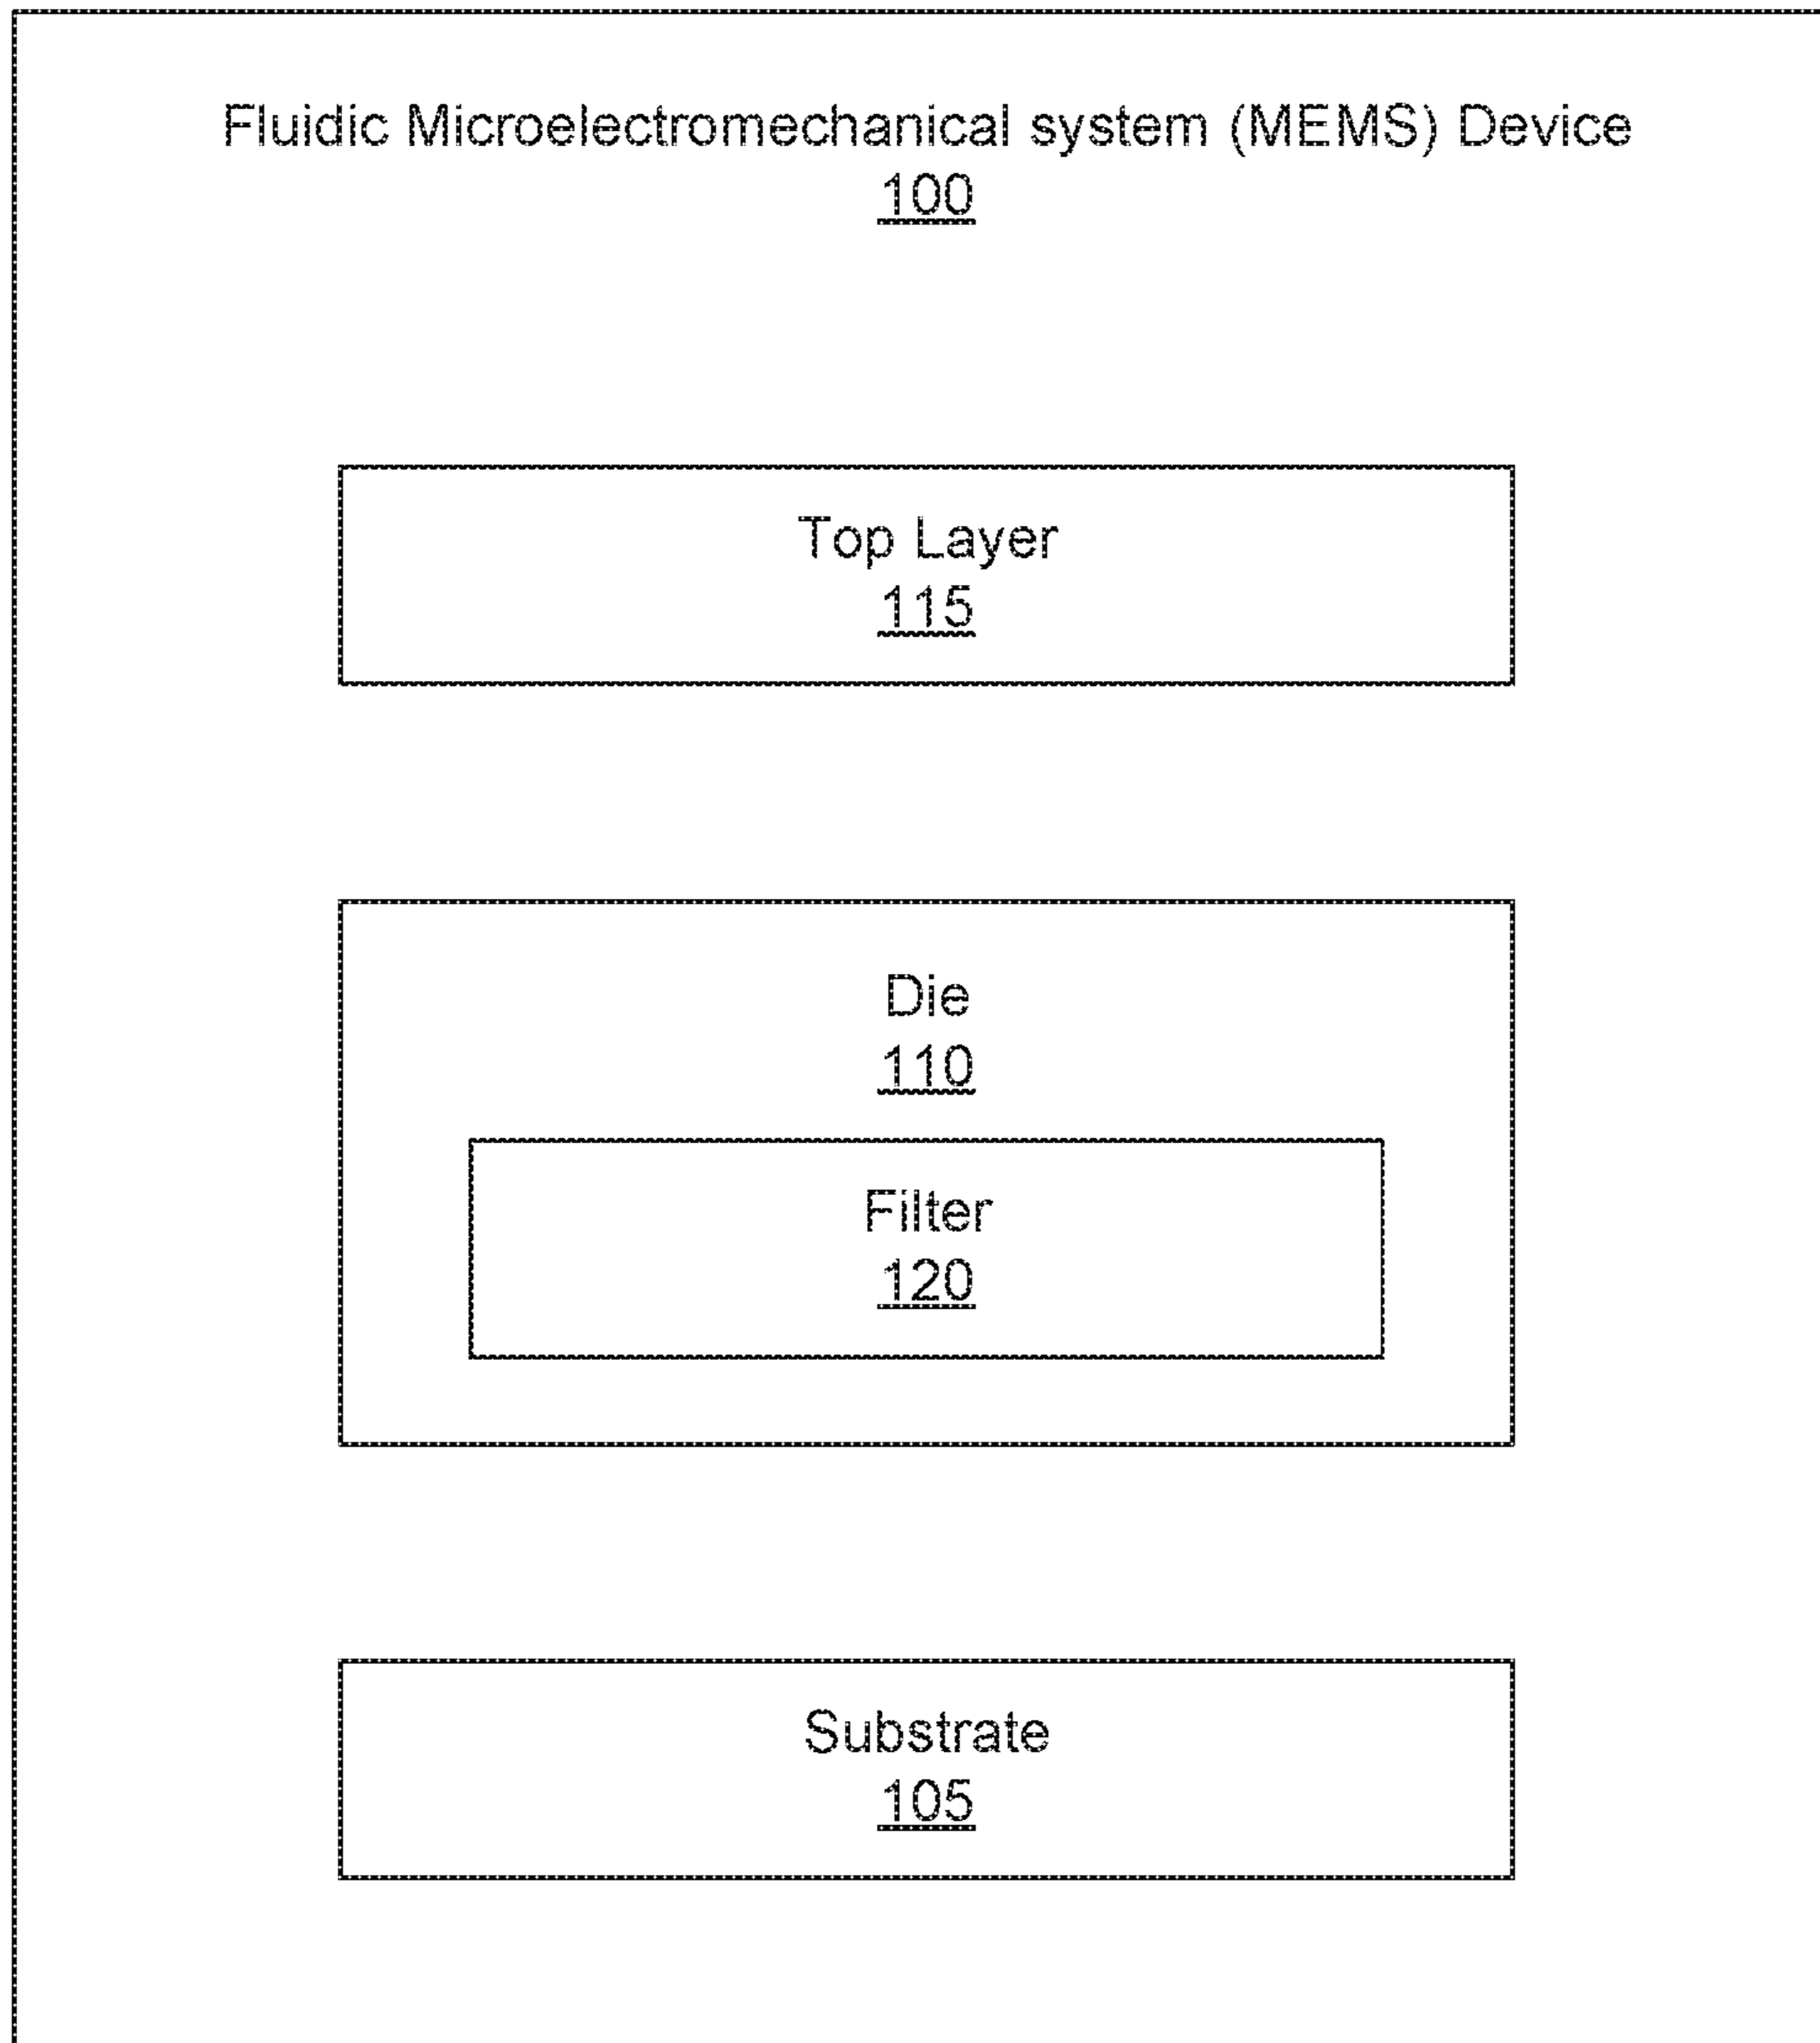 Fluidic Microelectromechanical system (MEMS) Device
100
Top Layer
115
Die
110
Filter
120
Substrate
105